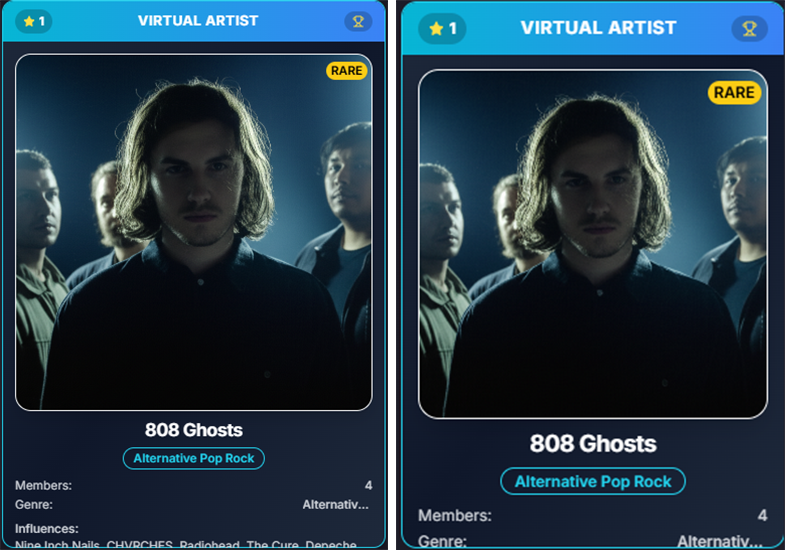 1 VIRTUAL ARTIST
RARE
808 Ghosts
Alternative Pop Rock
Members: 4
Genre: Alternativ...
Influences:
Nine Inch Nails, CHVRCHES, Radiohead, The Cure, Depeche
1 VIRTUAL ARTIST
RARE
808 Ghosts
Alternative Pop Rock
Members: 4
Genre: Alternativ...